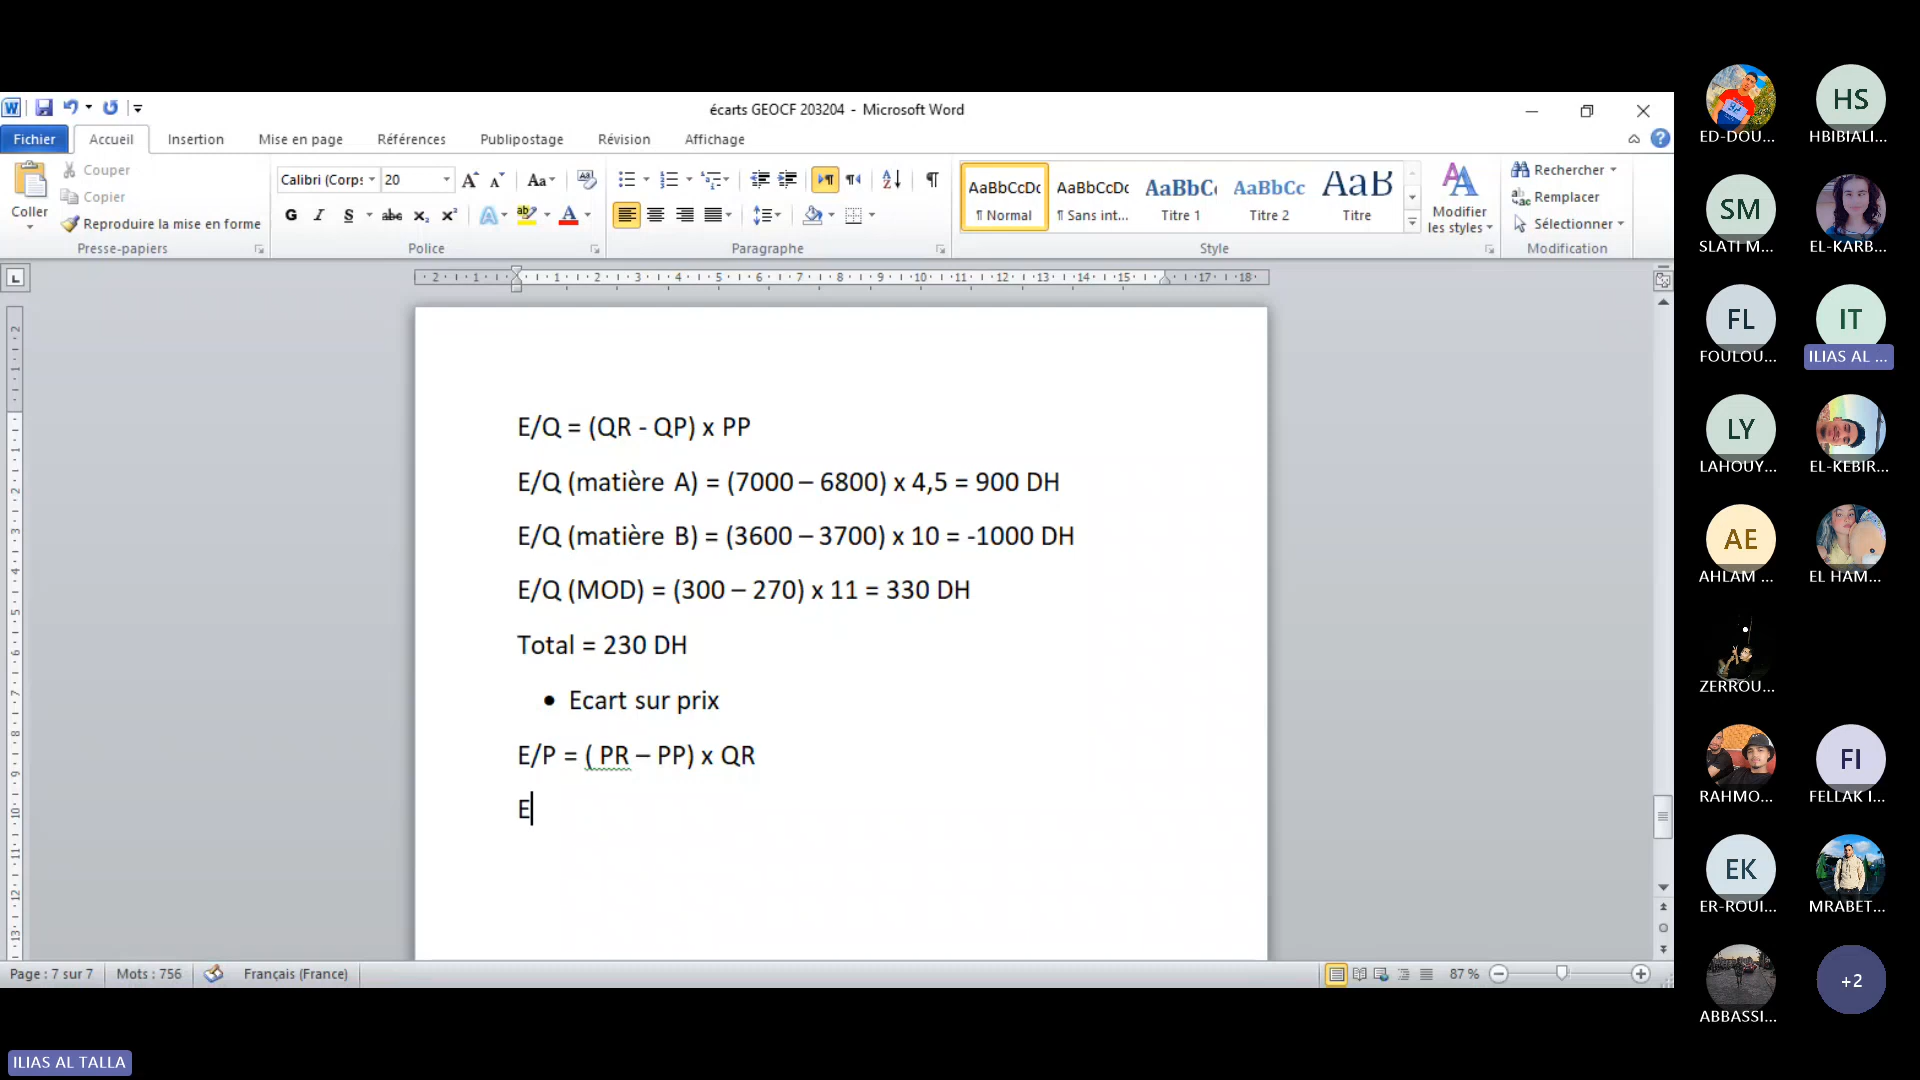 écarts GEOCF 203204 - Microsoft Word
Fichier Accueil Insertion Mise en page Références Publipostage Révision Affichage
Coller
Couper
Copier
Reproduire la mise en forme
Presse-papiers
Calibri (Corps 20
G I S abc x₂ x²
Police
Paragraphe
AaBbCcDc AaBbCcDc AaBbC AaBbCc AaB
¶ Normal ¶ Sans int... Titre 1 Titre 2 Titre
Modifier les styles
Style
Rechercher
Remplacer
Sélectionner
Modification
E/Q = (QR - QP) x PP
E/Q (matière A) = (7000 – 6800) x 4,5 = 900 DH
E/Q (matière B) = (3600 – 3700) x 10 = -1000 DH
E/Q (MOD) = (300 – 270) x 11 = 330 DH
Total = 230 DH
• Ecart sur prix
E/P = ( PR – PP) x QR
E
Page : 7 sur 7 Mots : 756 Français (France) 87 %
ED-DOU...
HS
HBIBIALI...
SM
SLATI M...
EL-KARB...
FL
FOULOU...
IT
ILIAS AL ...
LY
LAHOUY...
EL-KEBIR...
AE
AHLAM ...
EL HAM...
ZERROU...
RAHMO...
FI
FELLAK I...
EK
ER-ROUI...
MRABET...
ABBASSI...
+2
ILIAS AL TALLA